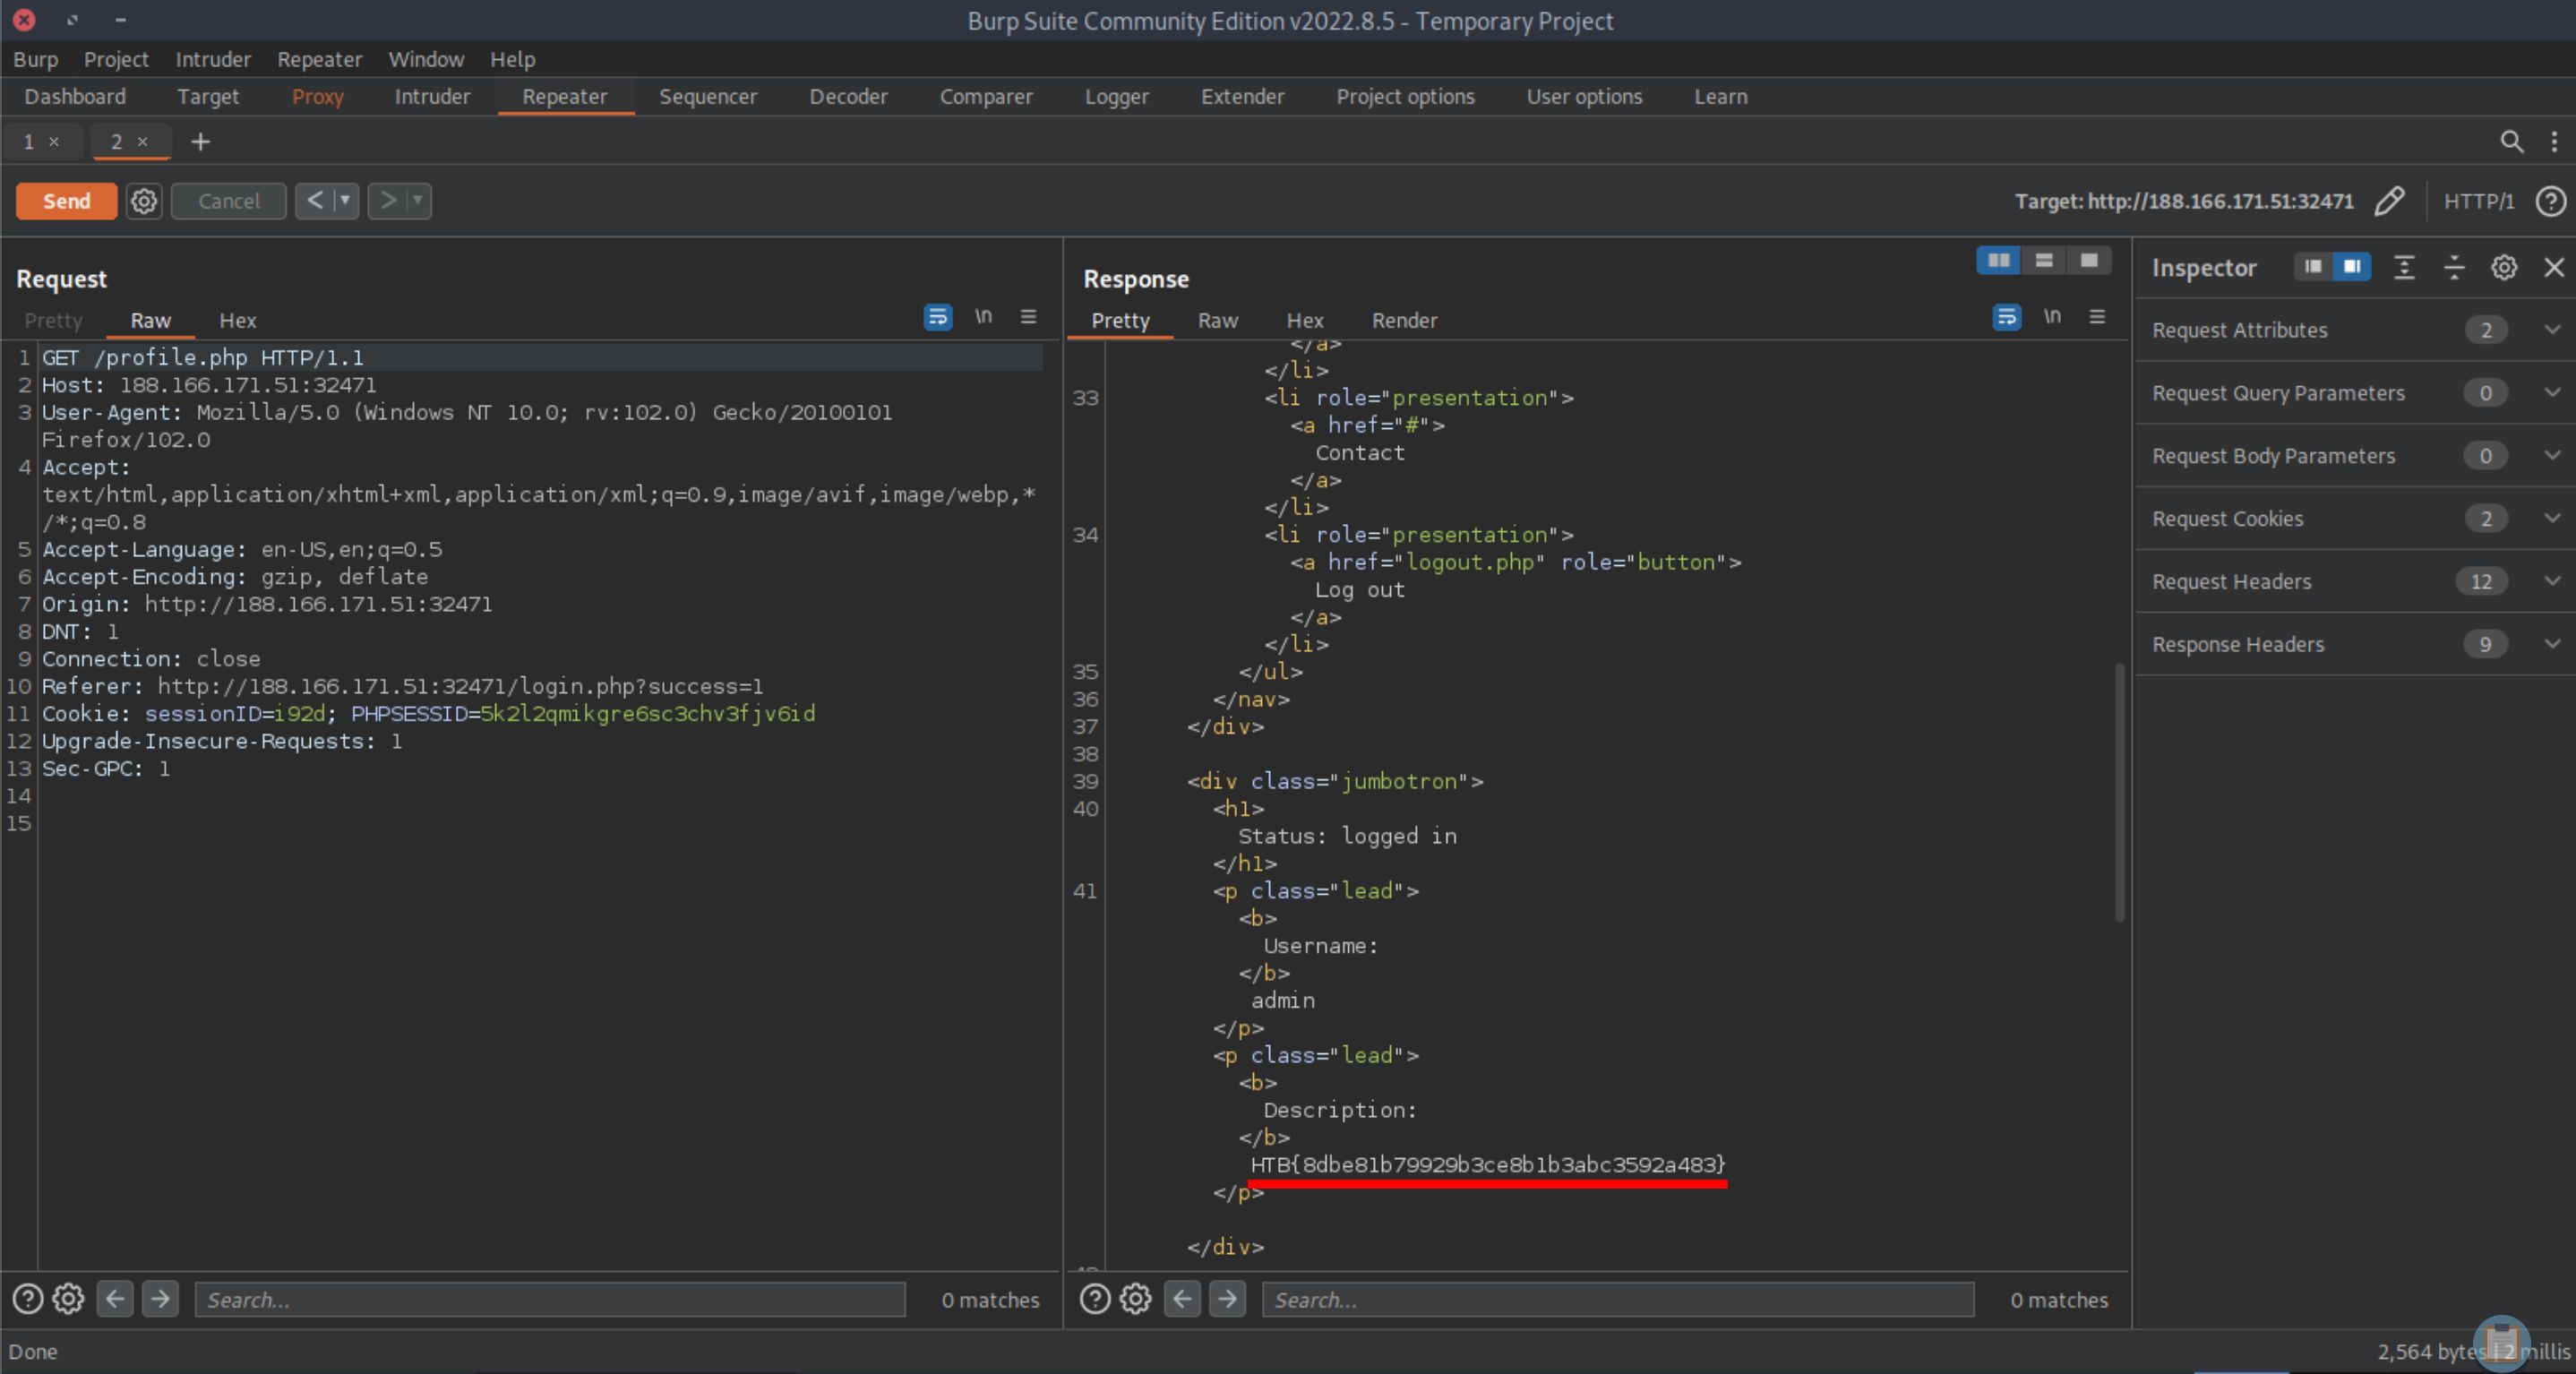 Burp Suite Community Edition v2022.8.5 - Temporary Project
Burp Project Intruder Repeater Window Help
Dashboard Target Proxy Intruder Repeater Sequencer Decoder Comparer Logger Extender Project options User options Learn
1 × 2 × +
Send Cancel < > Target: http://188.166.171.51:32471 HTTP/1 ?
Request
Pretty Raw Hex \n
1 GET /profile.php HTTP/1.1
2 Host: 188.166.171.51:32471
3 User-Agent: Mozilla/5.0 (Windows NT 10.0; rv:102.0) Gecko/20100101
Firefox/102.0
4 Accept:
text/html,application/xhtml+xml,application/xml;q=0.9,image/avif,image/webp,*
/*;q=0.8
5 Accept-Language: en-US,en;q=0.5
6 Accept-Encoding: gzip, deflate
7 Origin: http://188.166.171.51:32471
8 DNT: 1
9 Connection: close
10 Referer: http://188.166.171.51:32471/login.php?success=1
11 Cookie: sessionID=i92d; PHPSESSID=5k2l2qmikgre6sc3chv3fjv6id
12 Upgrade-Insecure-Requests: 1
13 Sec-GPC: 1
14
15
Search... 0 matches
Response
Pretty Raw Hex Render \n
</a>
</li>
33 <li role="presentation">
<a href="#">
Contact
</a>
</li>
34 <li role="presentation">
<a href="logout.php" role="button">
Log out
</a>
</li>
35 </ul>
36 </nav>
37 </div>
38
39 <div class="jumbotron">
40 <h1>
Status: logged in
</h1>
41 <p class="lead">
<b>
Username:
</b>
admin
</p>
<p class="lead">
<b>
Description:
</b>
HTB{8dbe81b79929b3ce8b1b3abc3592a483}
</p>
</div>
Search... 0 matches
Inspector
Request Attributes 2
Request Query Parameters 0
Request Body Parameters 0
Request Cookies 2
Request Headers 12
Response Headers 9
Done
2,564 bytes | 2 millis